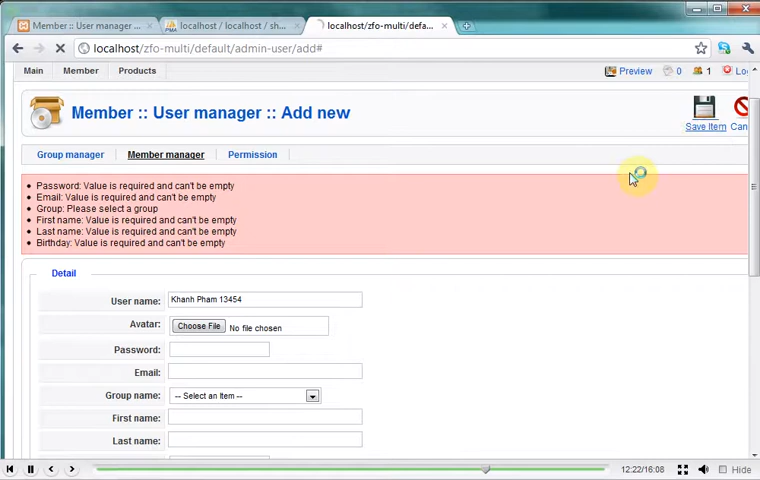 Member :: User manager ...
localhost / localhost / sh...
localhost/zfo-multi/defa...
localhost/zfo-multi/default/admin-user/add#
Main Member Products Preview 0 1 Lo
Member :: User manager :: Add new
Save Item Can
Group manager Member manager Permission
Password: Value is required and can't be empty
Email: Value is required and can't be empty
Group: Please select a group
First name: Value is required and can't be empty
Last name: Value is required and can't be empty
Birthday: Value is required and can't be empty
Detail
User name: Khanh Pham 13454
Avatar: Choose File No file chosen
Password:
Email:
Group name: -- Select an Item --
First name:
Last name:
12:22/16:08 Hide